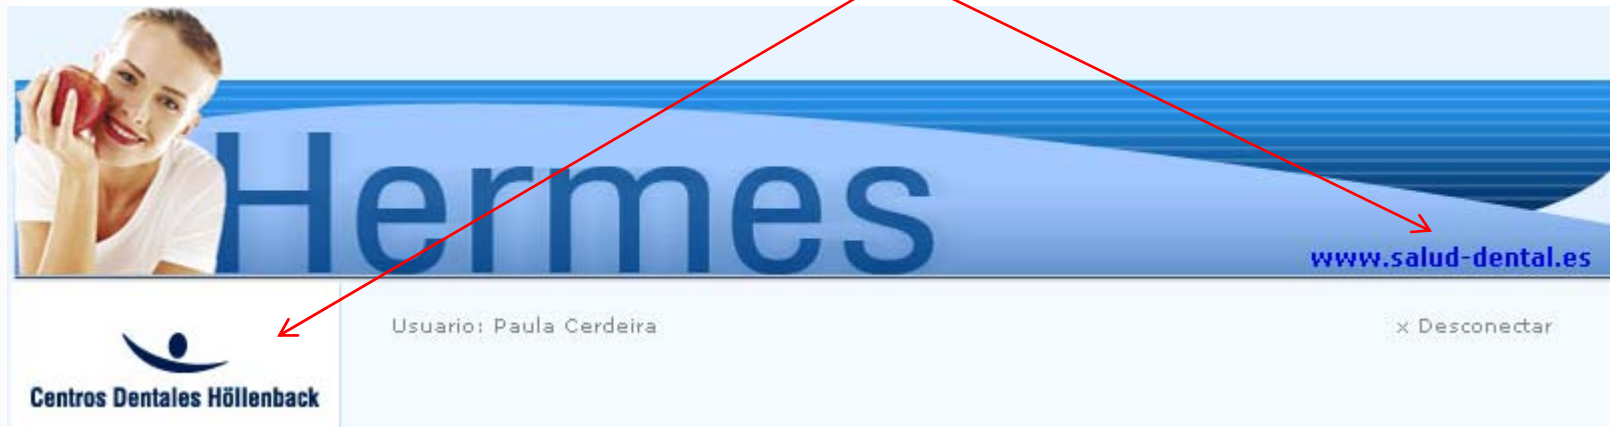 Hermes
www.salud-dental.es
Usuario: Paula Cerdeira
× Desconectar
Centros Dentales Höllenback